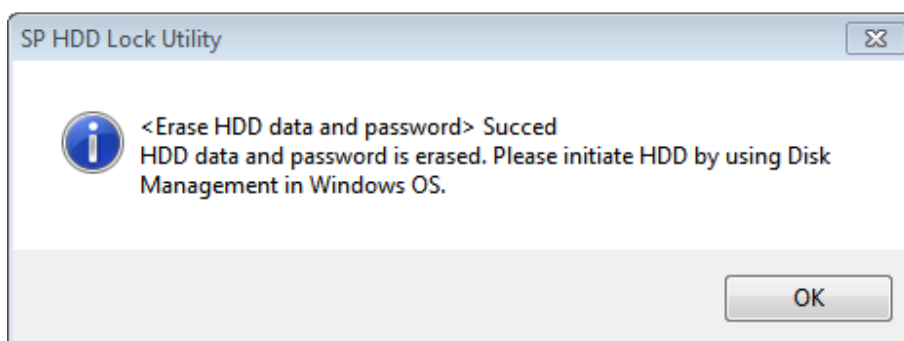 SP HDD Lock Utility
<Erase HDD data and password> Succed
HDD data and password is erased. Please initiate HDD by using Disk
Management in Windows OS.
OK